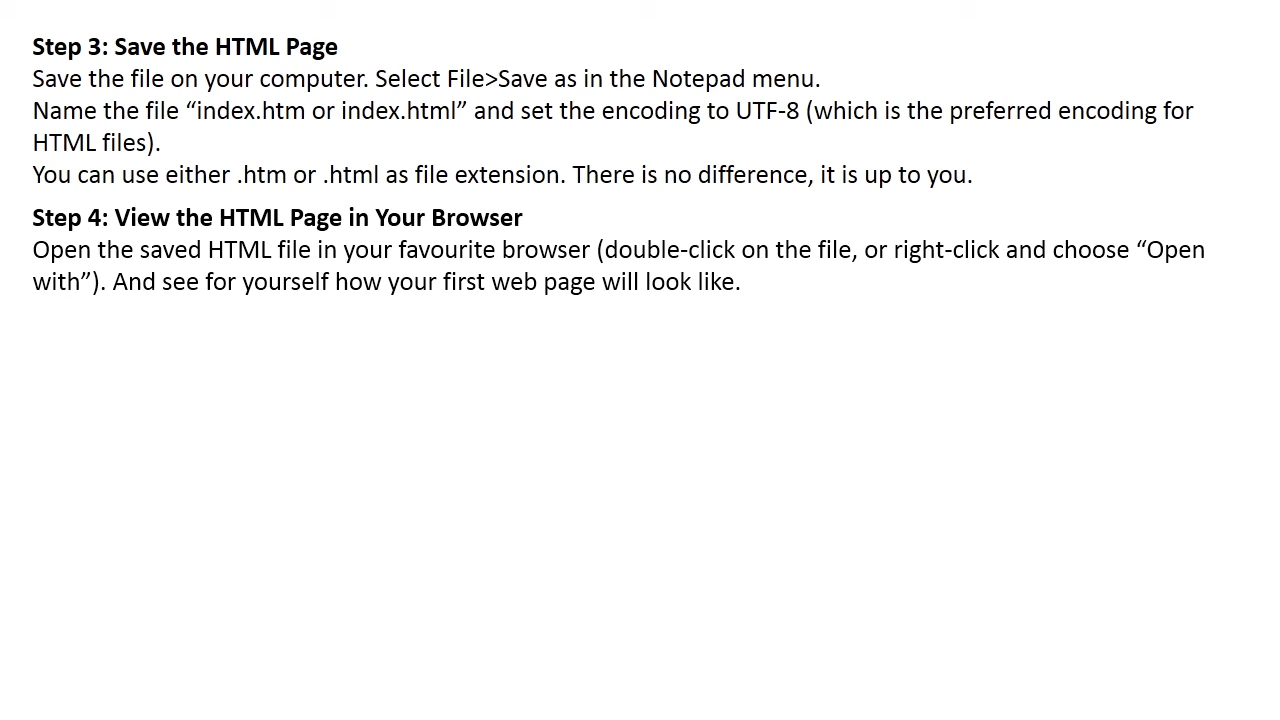 Step 3: Save the HTML Page
Save the file on your computer. Select File>Save as in the Notepad menu.
Name the file “index.htm or index.html” and set the encoding to UTF-8 (which is the preferred encoding for
HTML files).
You can use either .htm or .html as file extension. There is no difference, it is up to you.
Step 4: View the HTML Page in Your Browser
Open the saved HTML file in your favourite browser (double-click on the file, or right-click and choose “Open
with”). And see for yourself how your first web page will look like.